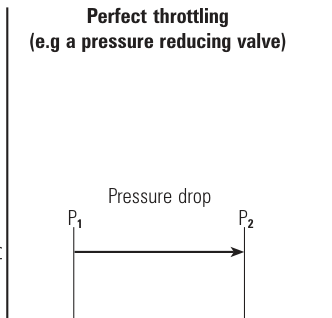 Perfect throttling
(e.g a pressure reducing valve)
Pressure drop
P1 P2